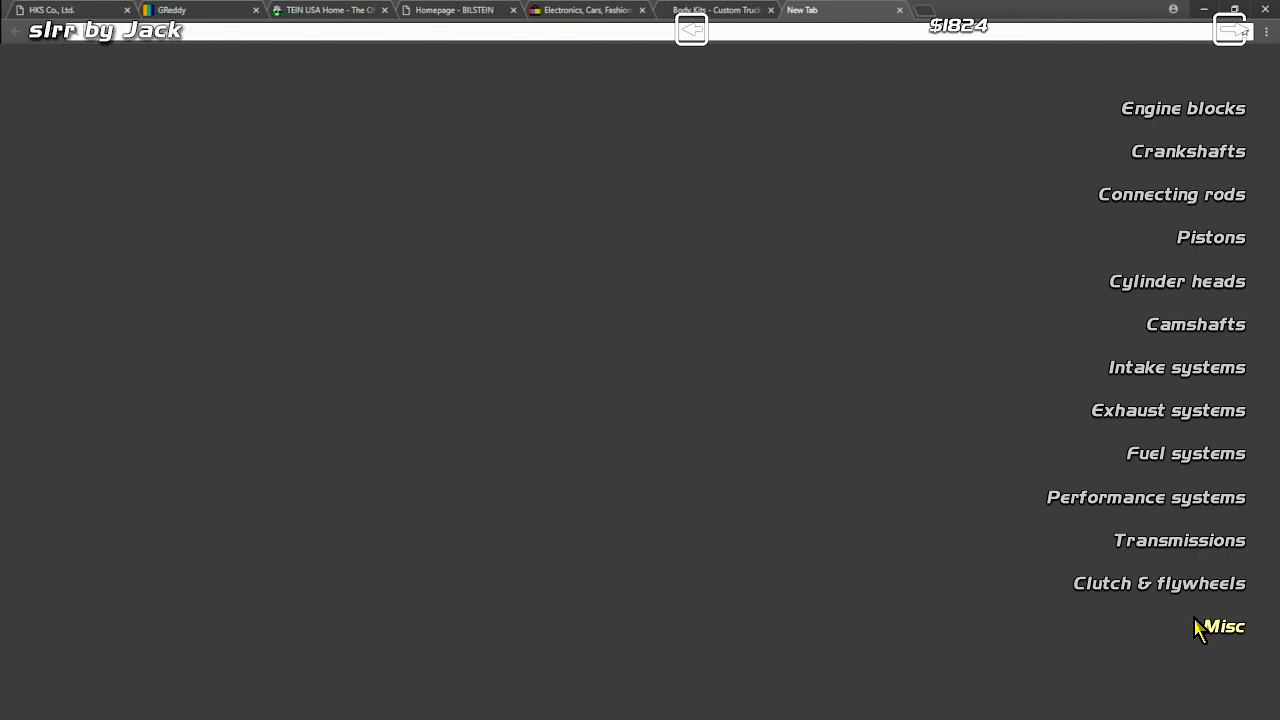 HKS Co., Ltd.
GReddy
TEIN USA Home - The O
Homepage - BILSTEIN
Electronics, Cars, Fashion,
Body Kits - Custom Truck
New Tab
slrr by Jack
$1824
Engine blocks
Crankshafts
Connecting rods
Pistons
Cylinder heads
Camshafts
Intake systems
Exhaust systems
Fuel systems
Performance systems
Transmissions
Clutch & flywheels
Misc